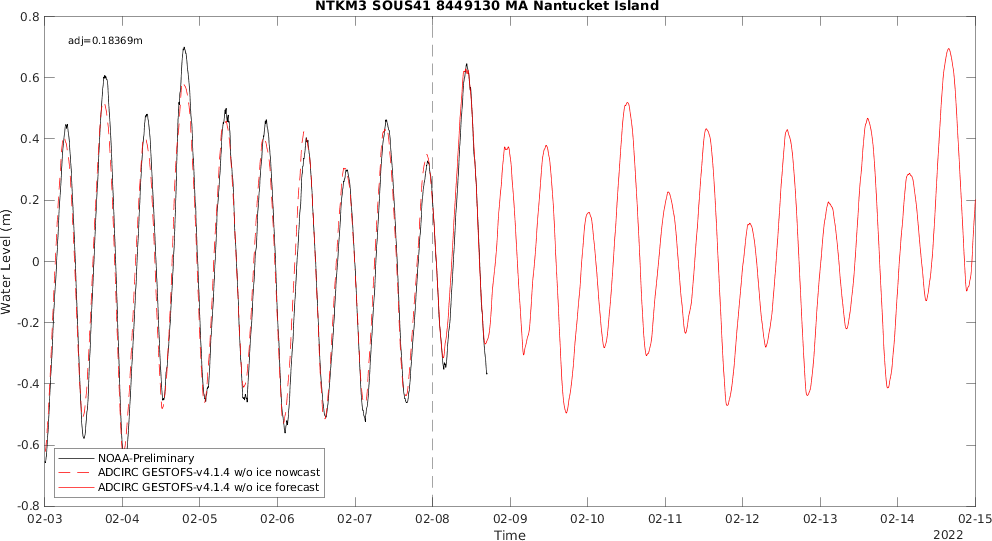 NTKM3 SOUS41 8449130 MA Nantucket Island
adj=0.18369m
0.8
0.6
0.4
0.2
0
-0.2
-0.4
-0.6
-0.8
Water Level (m)
NOAA-Preliminary
ADCIRC GESTOFS-v4.1.4 w/o ice nowcast
ADCIRC GESTOFS-v4.1.4 w/o ice forecast
02-03 02-04 02-05 02-06 02-07 02-08 02-09 02-10 02-11 02-12 02-13 02-14 02-15
Time
2022